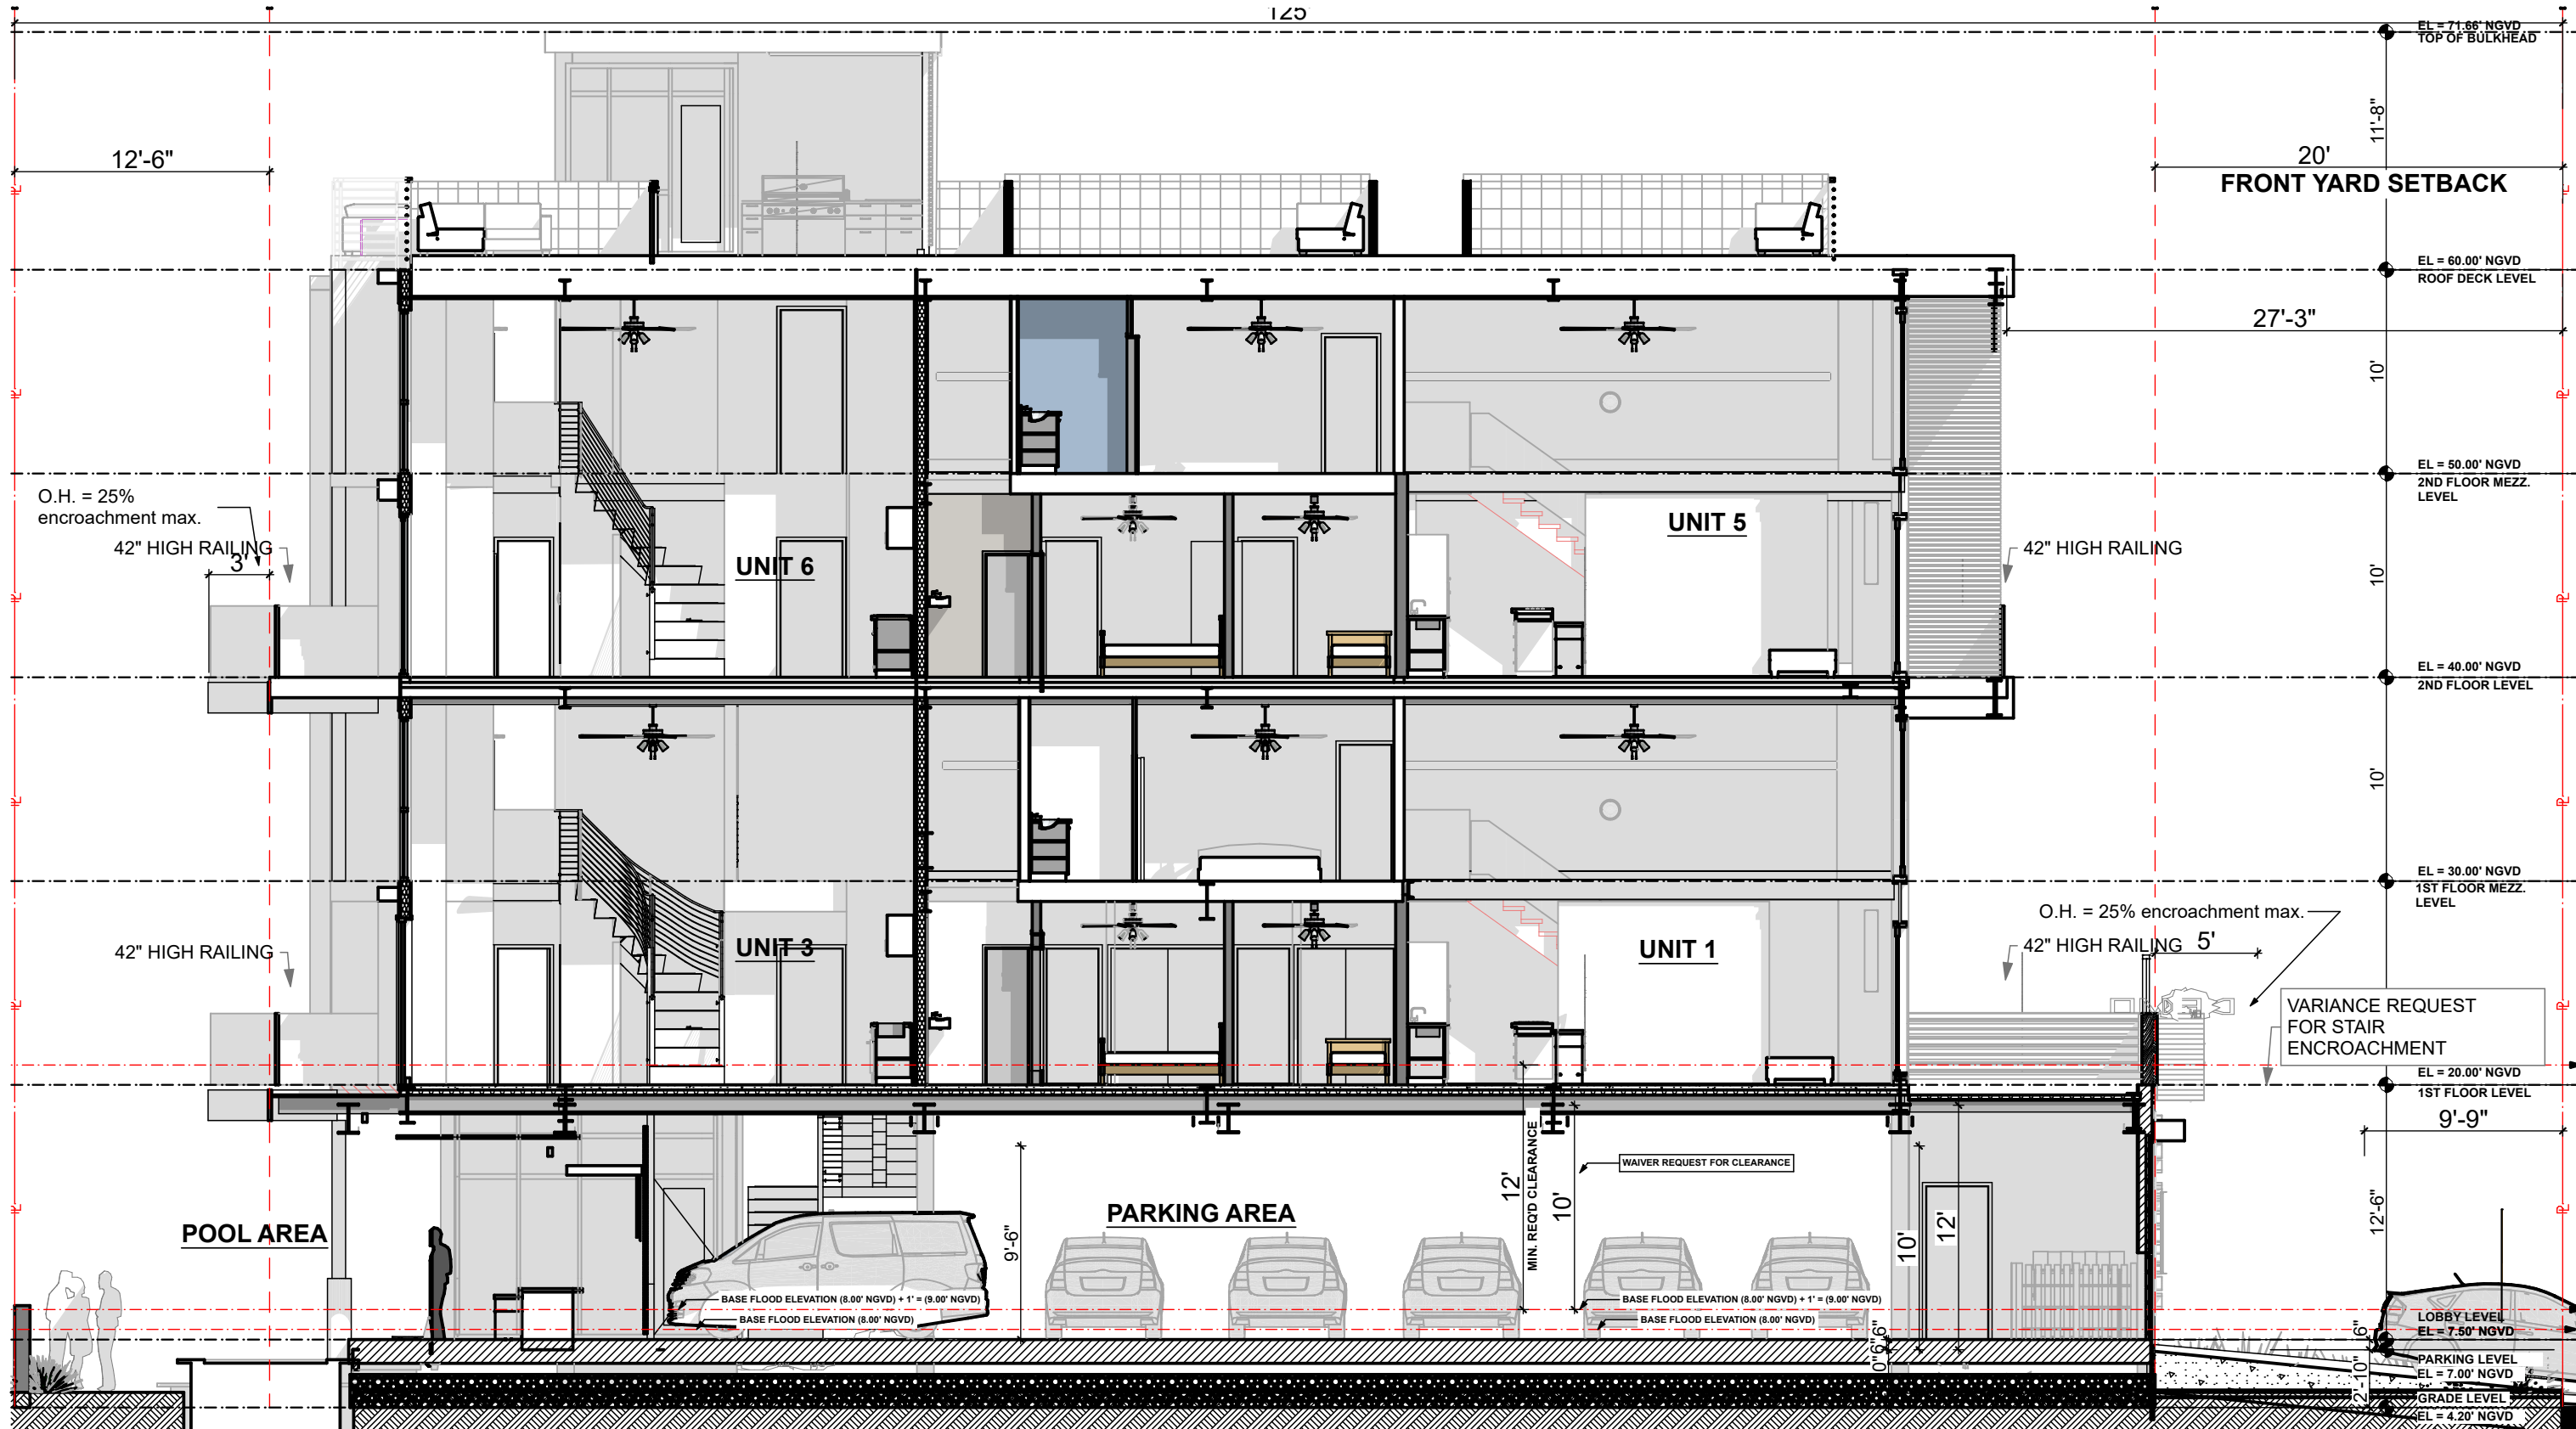 125'
EL = 71.66' NGVD
TOP OF BULKHEAD
11'-8"
12'-6"
20'
FRONT YARD SETBACK
EL = 60.00' NGVD
ROOF DECK LEVEL
27'-3"
10'
EL = 50.00' NGVD
2ND FLOOR MEZZ.
LEVEL
O.H. = 25%
encroachment max.
42" HIGH RAILING
3'
UNIT 6
UNIT 5
42" HIGH RAILING
10'
EL = 40.00' NGVD
2ND FLOOR LEVEL
10'
EL = 30.00' NGVD
1ST FLOOR MEZZ.
LEVEL
O.H. = 25% encroachment max.
42" HIGH RAILING
UNIT 3
UNIT 1
42" HIGH RAILING
5'
VARIANCE REQUEST
FOR STAIR
ENCROACHMENT
EL = 20.00' NGVD
1ST FLOOR LEVEL
9'-9"
WAIVER REQUEST FOR CLEARANCE
12'
MIN. REQ'D CLEARANCE
10'
POOL AREA
PARKING AREA
9'-6"
10'
12'
12'-6"
BASE FLOOD ELEVATION (8.00' NGVD) + 1' = (9.00' NGVD)
BASE FLOOD ELEVATION (8.00' NGVD)
BASE FLOOD ELEVATION (8.00' NGVD) + 1' = (9.00' NGVD)
BASE FLOOD ELEVATION (8.00' NGVD)
LOBBY LEVEL
EL = 7.50' NGVD
PARKING LEVEL
EL = 7.00' NGVD
2'-10"
GRADE LEVEL
EL = 4.20' NGVD